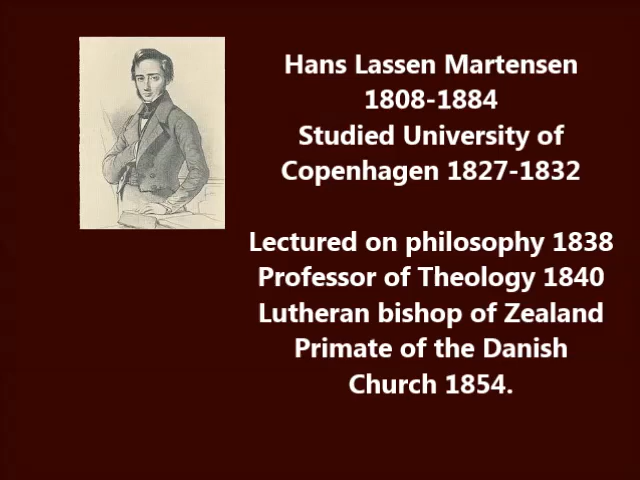 Hans Lassen Martensen
1808-1884
Studied University of
Copenhagen 1827-1832
Lectured on philosophy 1838
Professor of Theology 1840
Lutheran bishop of Zealand
Primate of the Danish
Church 1854.